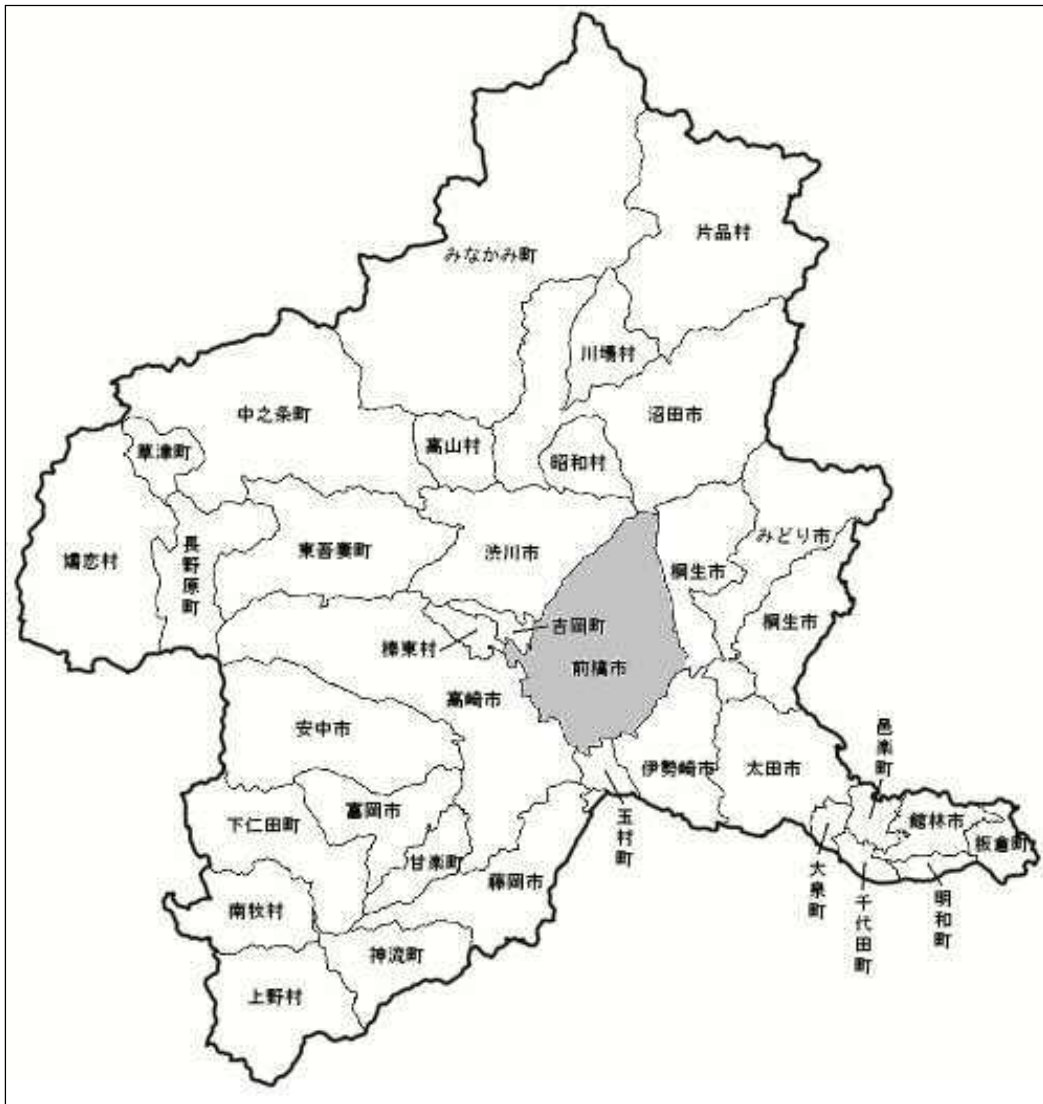 みなかみ町
片品村
川場村
中之条町
沼田市
草津町
高山村
昭和村
嬬恋村
長野原町
東吾妻町
渋川市
みどり市
桐生市
桐生市
吉岡町
榛東村
前橋市
高崎市
安中市
伊勢崎市
太田市
邑楽町
富岡市
下仁田町
玉村町
館林市
板倉町
甘楽町
藤岡市
大泉町
千代田町
明和町
南牧村
神流町
上野村